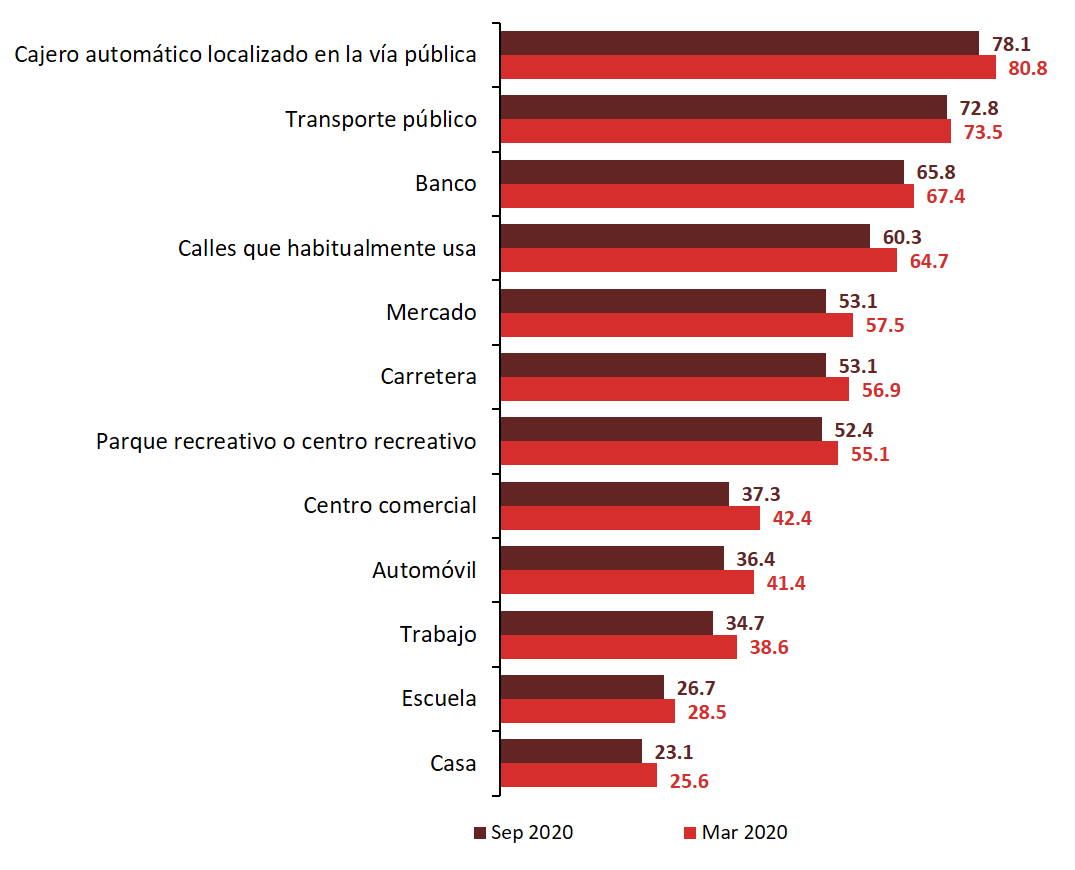 Cajero automático localizado en la vía pública
78.1
80.8
Transporte público
72.8
73.5
Banco
65.8
67.4
Calles que habitualmente usa
60.3
64.7
Mercado
53.1
57.5
Carretera
53.1
56.9
Parque recreativo o centro recreativo
52.4
55.1
Centro comercial
37.3
42.4
Automóvil
36.4
41.4
Trabajo
34.7
38.6
Escuela
26.7
28.5
Casa
23.1
25.6
Sep 2020
Mar 2020